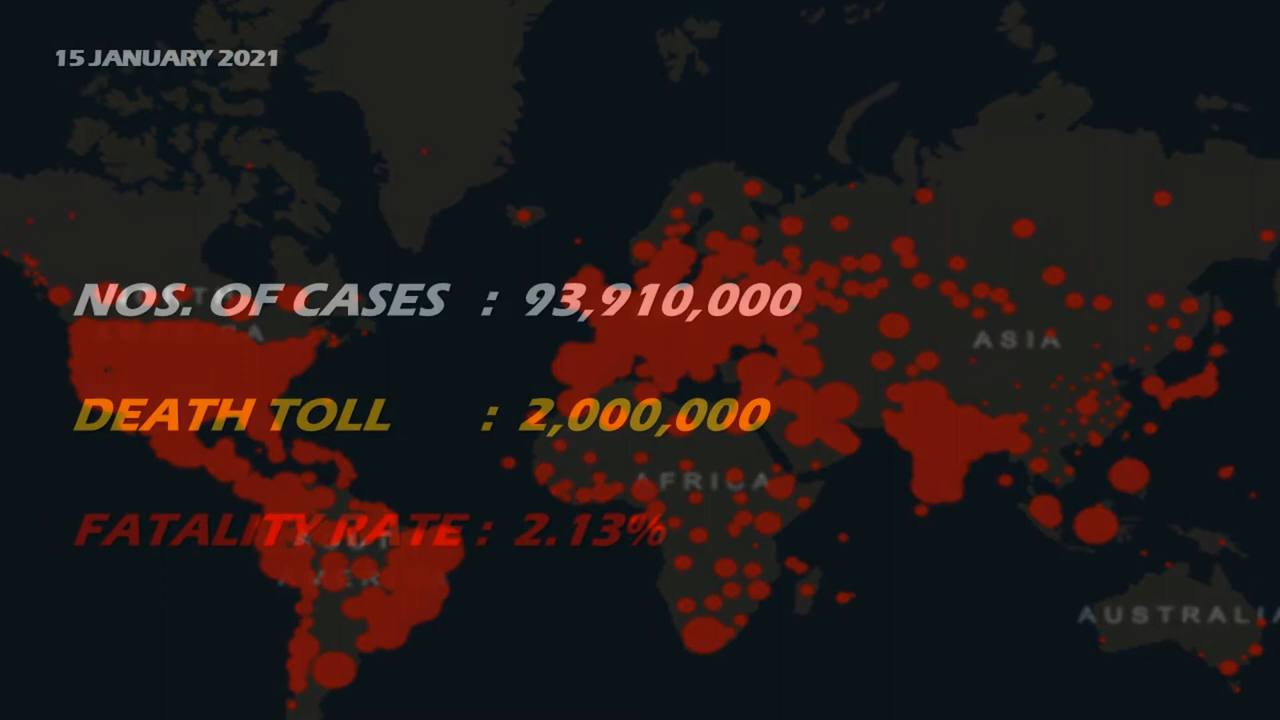 15 JANUARY 2021
NOS. OF CASES : 93,910,000
ASIA
DEATH TOLL : 2,000,000
AFRICA
FATALITY RATE : 2.13%
AUSTRALIA